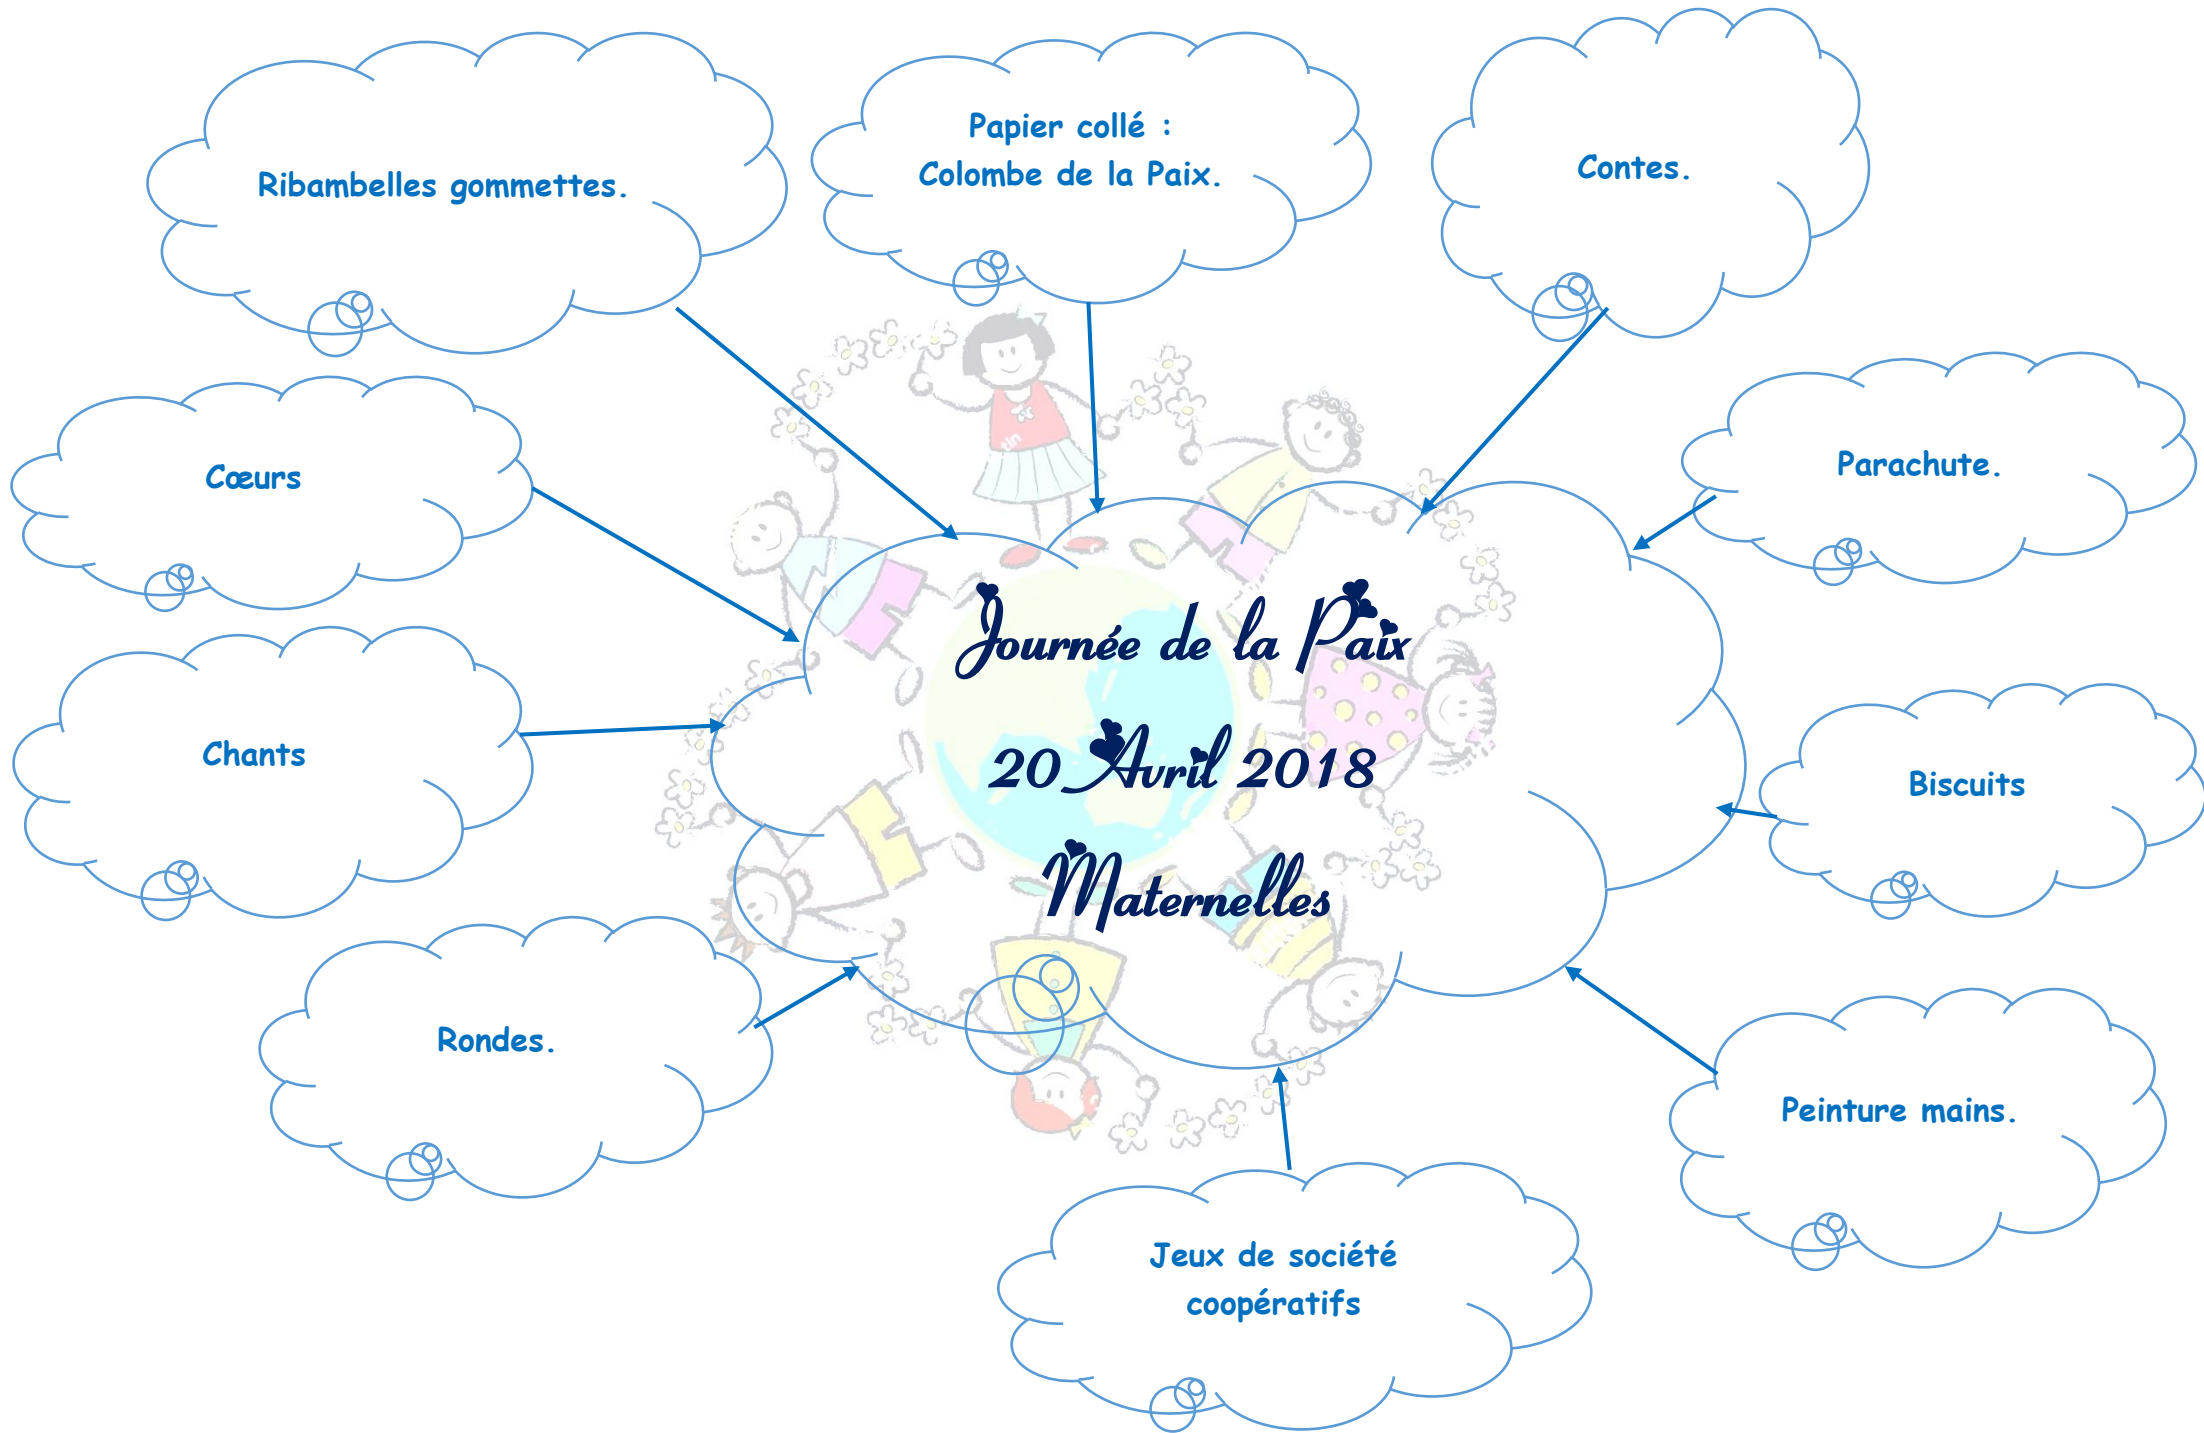 Papier collé :
Colombe de la Paix.
Contes.
Ribambelles gommettes.
Parachute.
Cœurs
Journée de la Paix
20 Avril 2018
Maternelles
Chants
Biscuits
Rondes.
Peinture mains.
Jeux de société
coopératifs